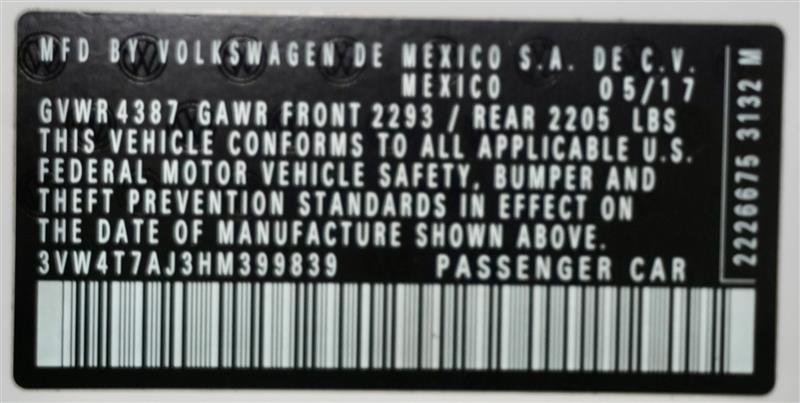 MFD BY VOLKSWAGEN DE MEXICO S.A. DE C.V.
MEXICO 05/17
GVWR 4387 GAWR FRONT 2293 / REAR 2205 LBS
THIS VEHICLE CONFORMS TO ALL APPLICABLE U.S.
FEDERAL MOTOR VEHICLE SAFETY, BUMPER AND
THEFT PREVENTION STANDARDS IN EFFECT ON
THE DATE OF MANUFACTURE SHOWN ABOVE.
3VW4T7AJ3HM399839 PASSENGER CAR
2226675 3132 M